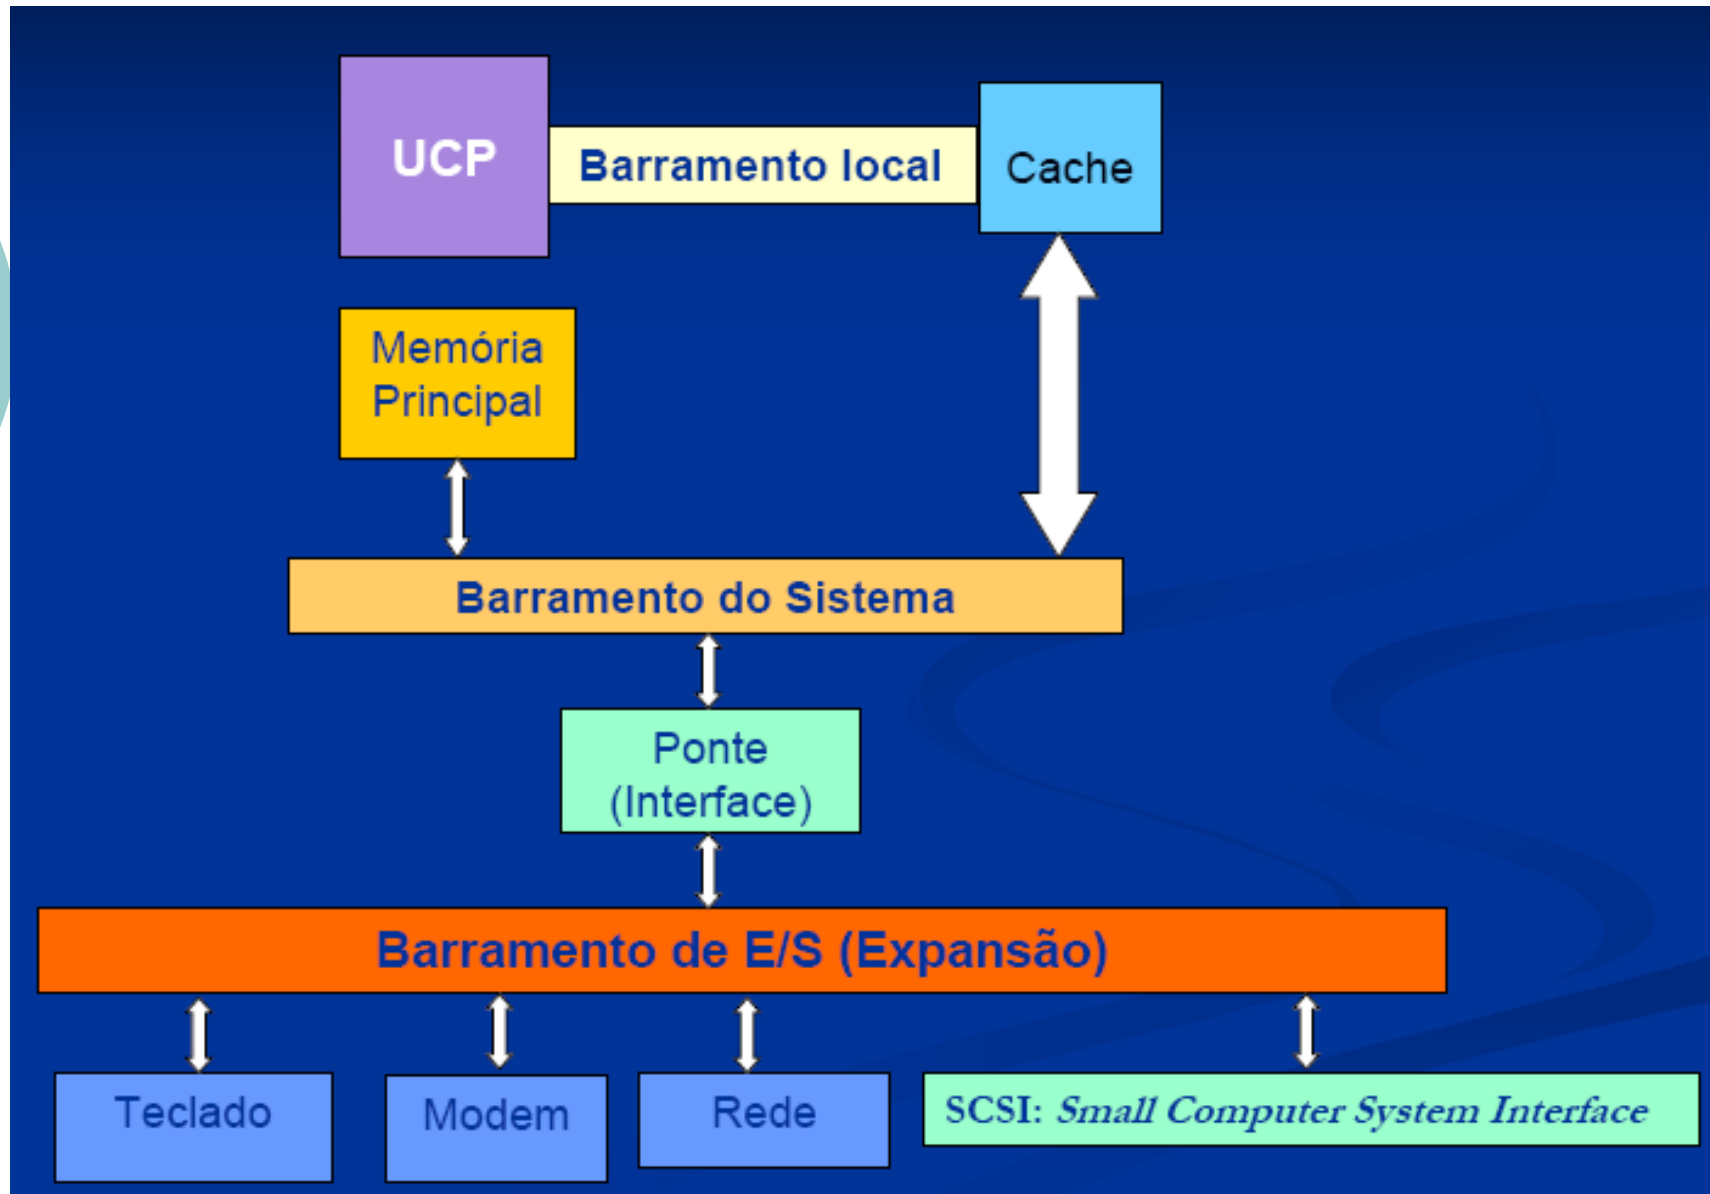 UCP
Barramento local
Cache
Memória
Principal
Barramento do Sistema
Ponte
(Interface)
Barramento de E/S (Expansão)
Teclado
Modem
Rede
SCSI: Small Computer System Interface